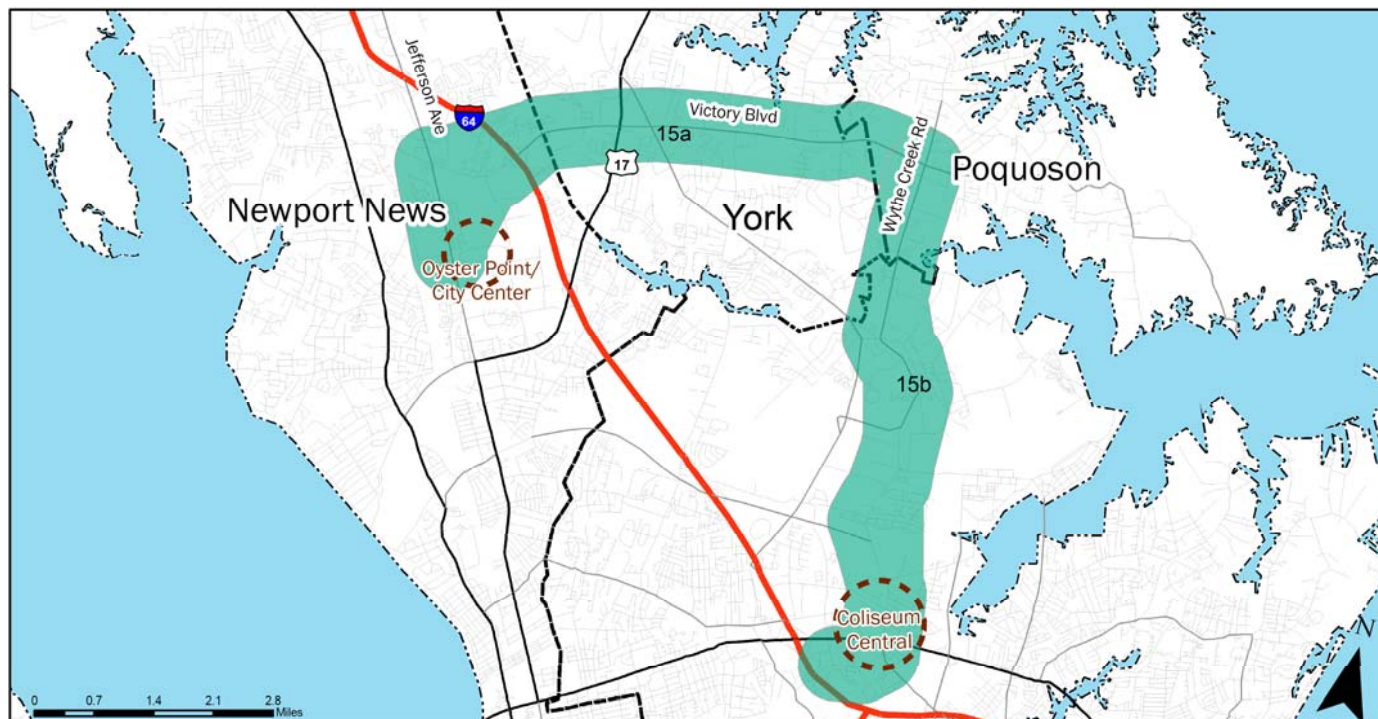 Jefferson Ave
64
Victory Blvd
15a
17
Wythe Creek Rd
Poquoson
Newport News
York
Oyster Point/
City Center
15b
Coliseum
Central
N
0 0.7 1.4 2.1 2.8
Miles